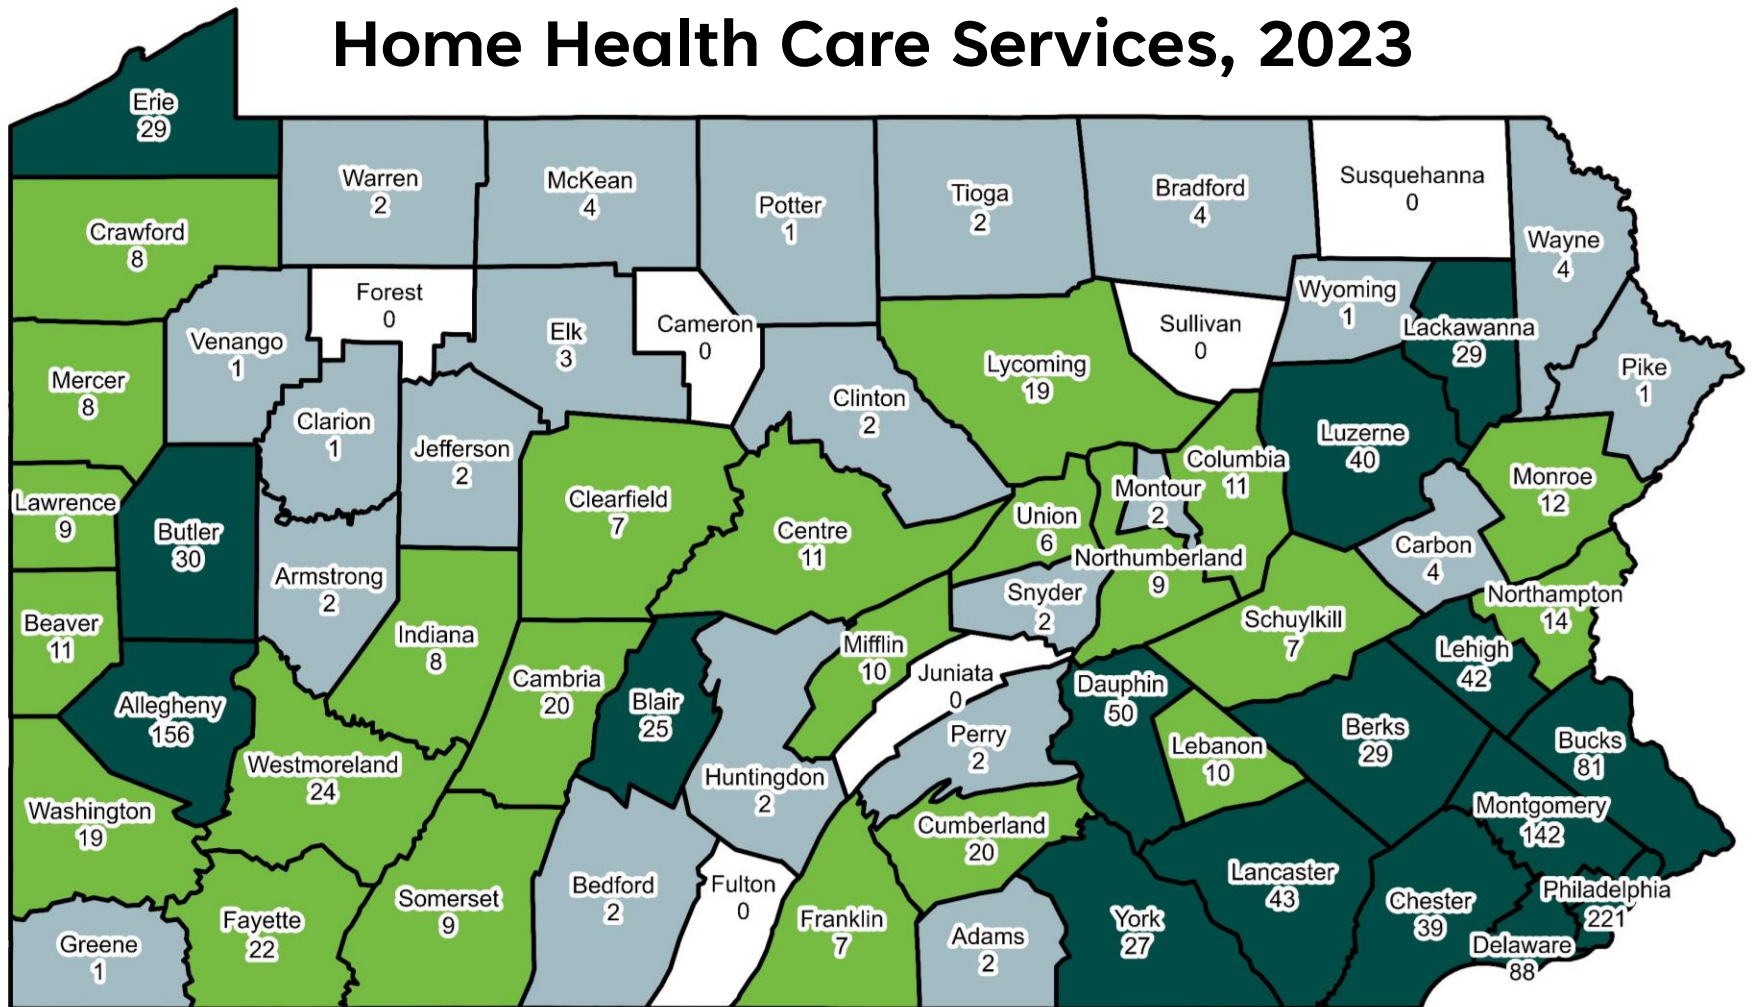 Home Health Care Services, 2023
Erie
29
Warren
2
McKean
4
Potter
1
Tioga
2
Bradford
4
Susquehanna
0
Wayne
4
Crawford
8
Forest
0
Venango
1
Elk
3
Cameron
0
Sullivan
0
Wyoming
1
Lackawanna
29
Pike
1
Mercer
8
Clarion
1
Jefferson
2
Clinton
2
Lycoming
19
Columbia
11
Luzerne
40
Monroe
12
Lawrence
9
Butler
30
Clearfield
7
Centre
11
Union
6
Montour
2
Northumberland
9
Carbon
4
Armstrong
2
Snyder
2
Northampton
14
Beaver
11
Indiana
8
Mifflin
10
Juniata
0
Schuylkill
7
Lehigh
42
Allegheny
156
Cambria
20
Blair
25
Dauphin
50
Perry
2
Berks
29
Bucks
81
Westmoreland
24
Huntingdon
2
Lebanon
10
Washington
19
Cumberland
20
Montgomery
142
Fayette
22
Somerset
9
Bedford
2
Fulton
0
Franklin
7
Adams
2
York
27
Lancaster
43
Chester
39
Philadelphia
221
Greene
1
Delaware
88